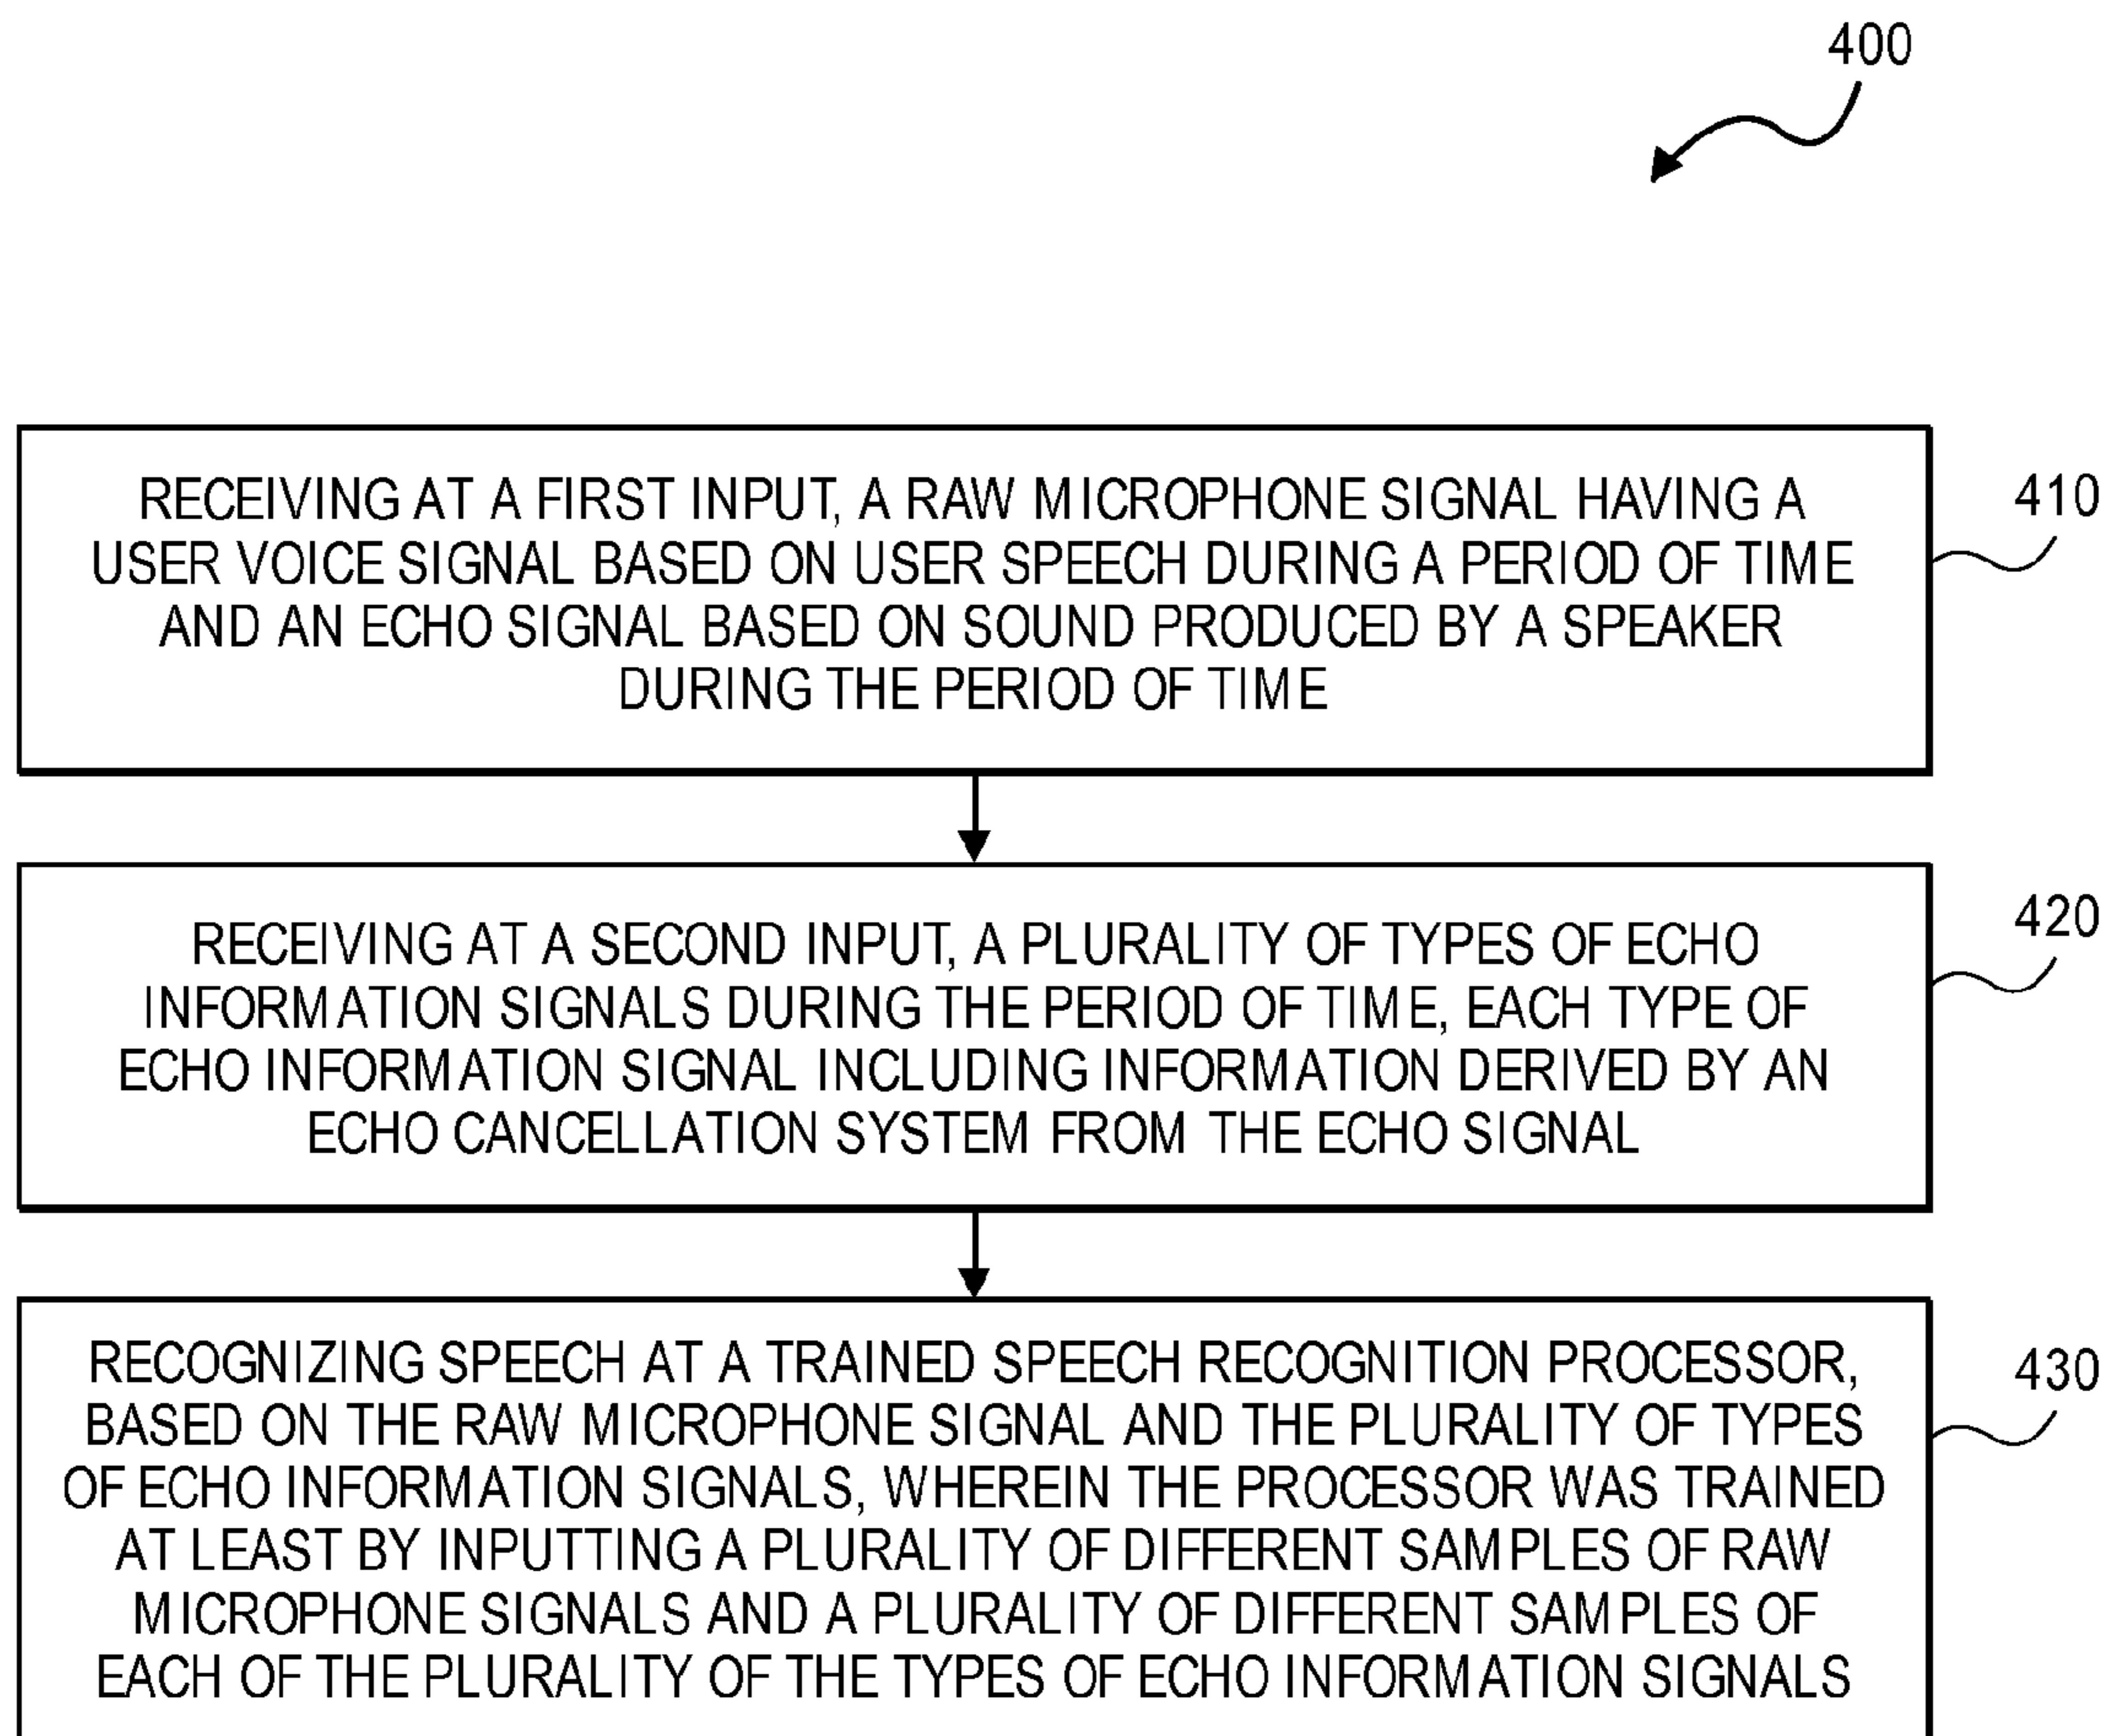 400
RECEIVING AT A FIRST INPUT, A RAW MICROPHONE SIGNAL HAVING A
USER VOICE SIGNAL BASED ON USER SPEECH DURING A PERIOD OF TIME
AND AN ECHO SIGNAL BASED ON SOUND PRODUCED BY A SPEAKER
DURING THE PERIOD OF TIME
410
RECEIVING AT A SECOND INPUT, A PLURALITY OF TYPES OF ECHO
INFORMATION SIGNALS DURING THE PERIOD OF TIME, EACH TYPE OF
ECHO INFORMATION SIGNAL INCLUDING INFORMATION DERIVED BY AN
ECHO CANCELLATION SYSTEM FROM THE ECHO SIGNAL
420
RECOGNIZING SPEECH AT A TRAINED SPEECH RECOGNITION PROCESSOR,
BASED ON THE RAW MICROPHONE SIGNAL AND THE PLURALITY OF TYPES
OF ECHO INFORMATION SIGNALS, WHEREIN THE PROCESSOR WAS TRAINED
AT LEAST BY INPUTTING A PLURALITY OF DIFFERENT SAMPLES OF RAW
MICROPHONE SIGNALS AND A PLURALITY OF DIFFERENT SAMPLES OF
EACH OF THE PLURALITY OF THE TYPES OF ECHO INFORMATION SIGNALS
430